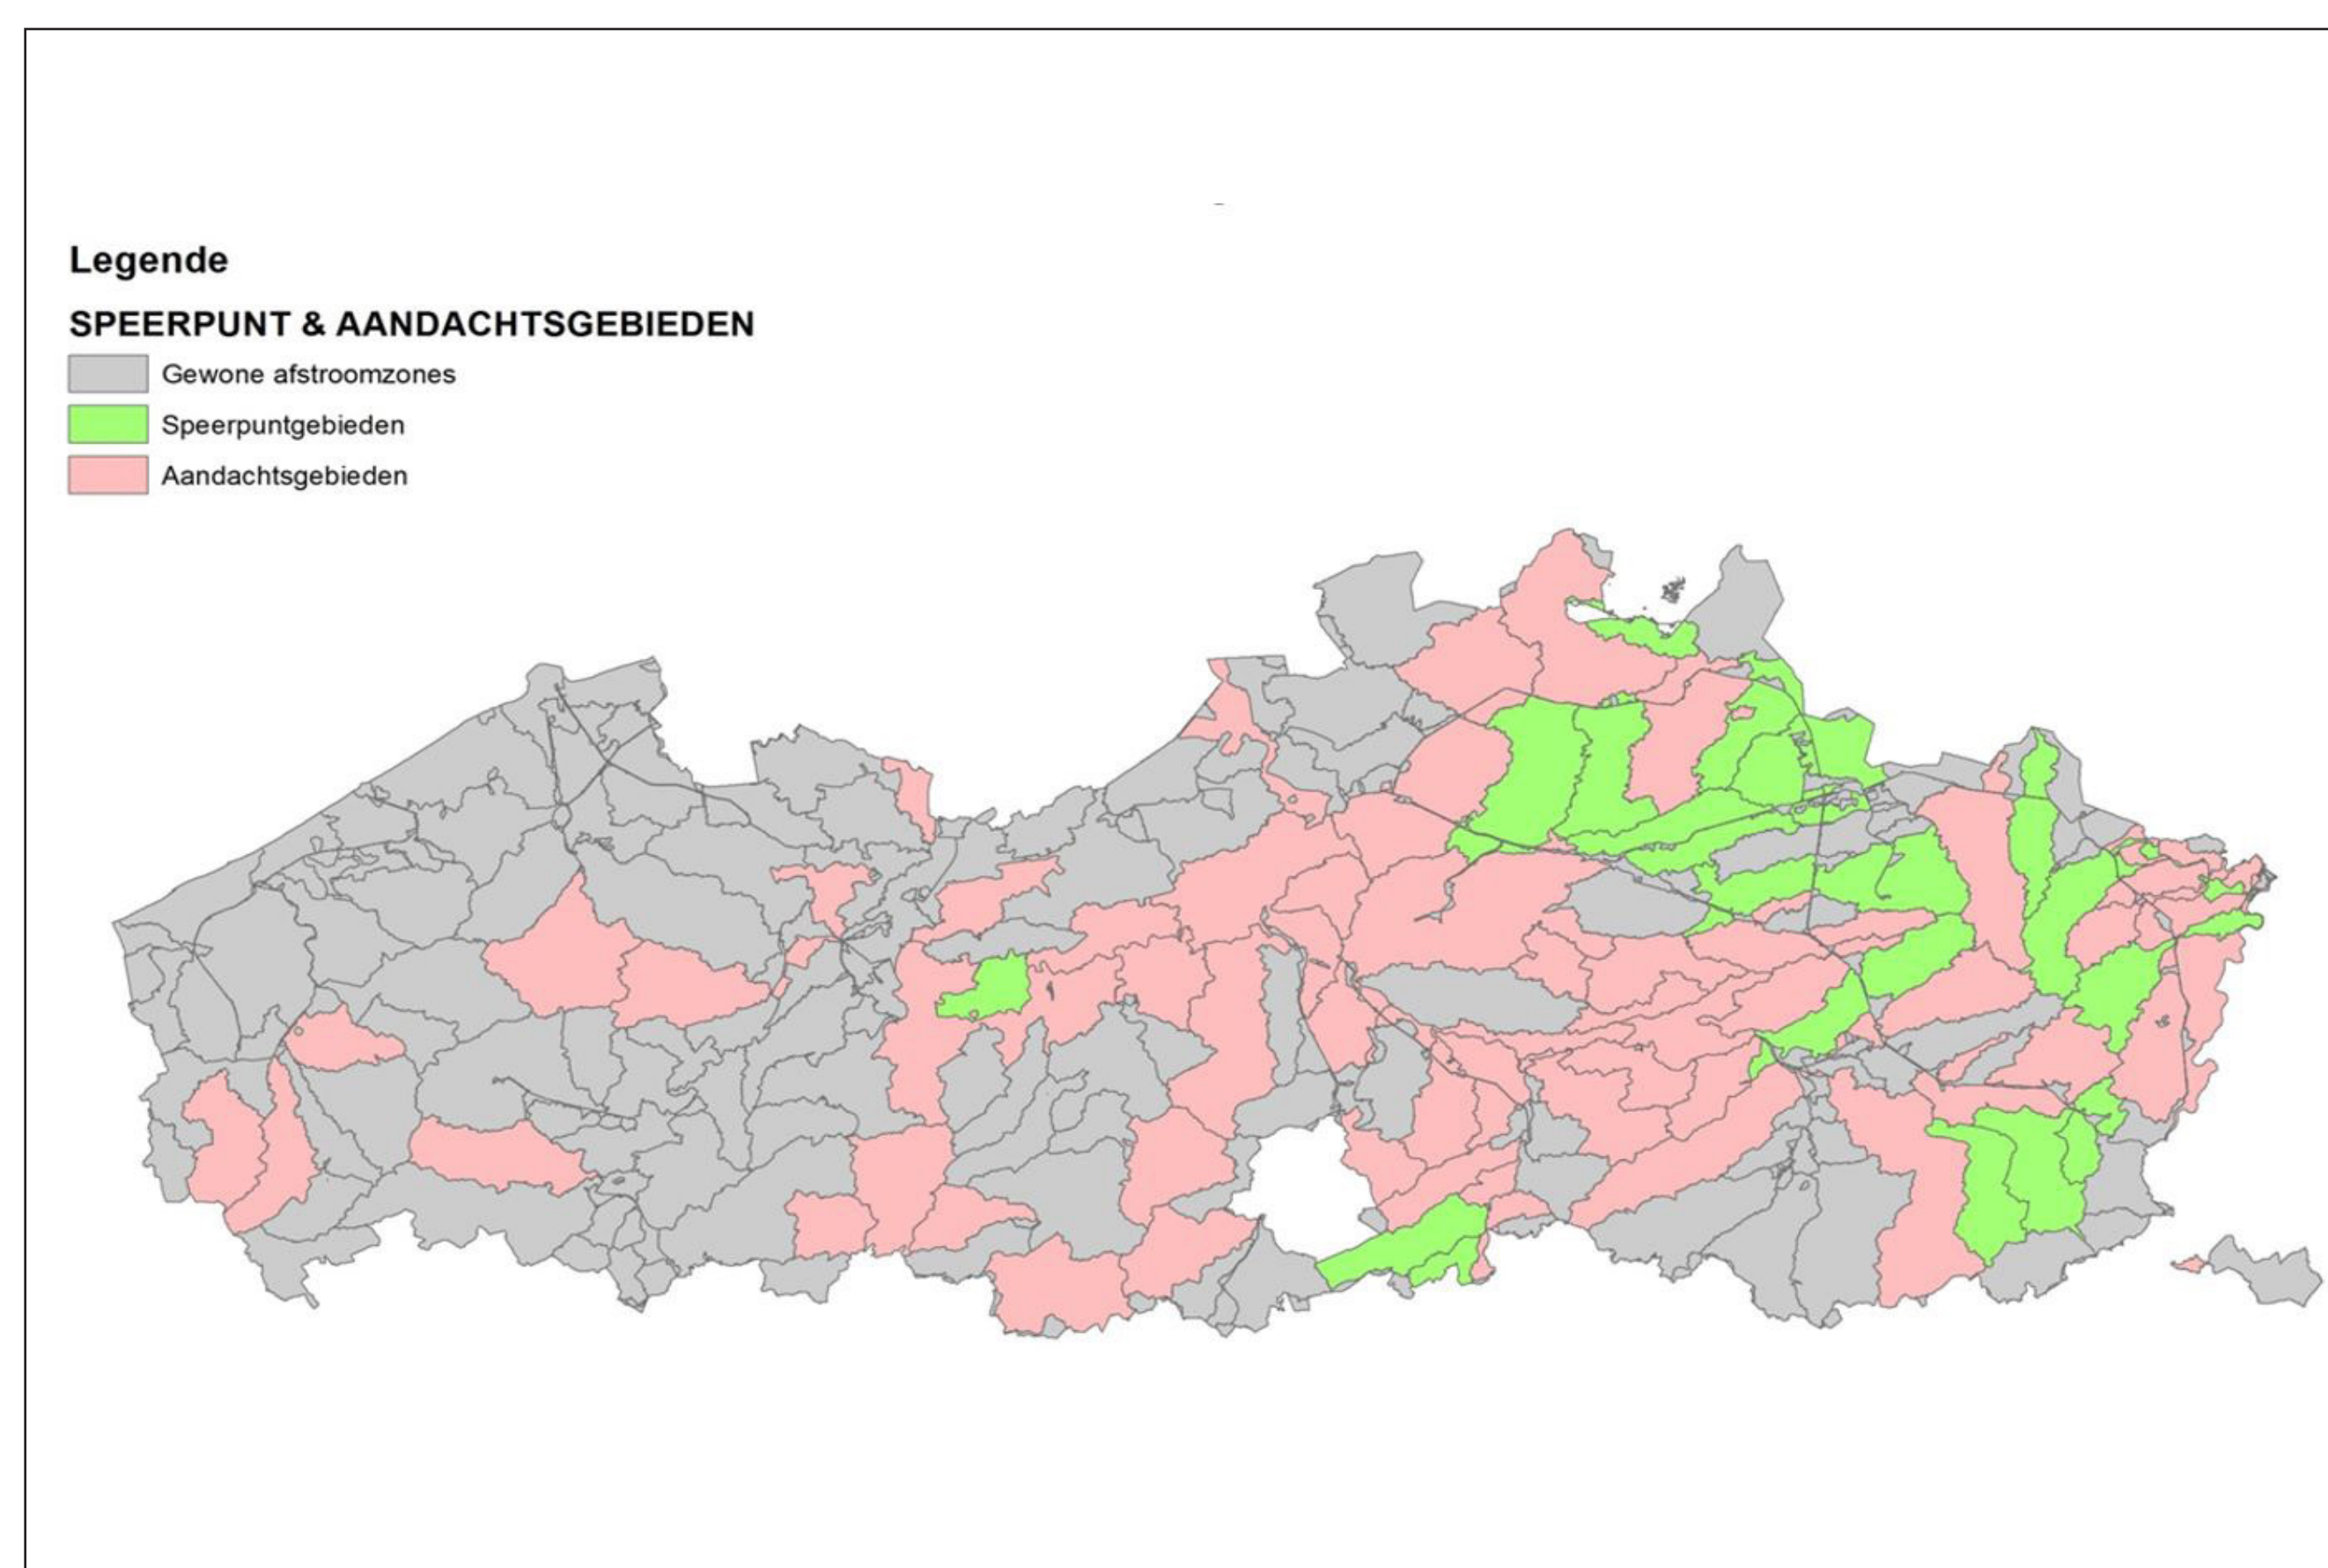 Legende
SPEERPUNT & AANDACHTSGEBIEDEN
Gewone afstroomzones
Speerpuntgebieden
Aandachtsgebieden